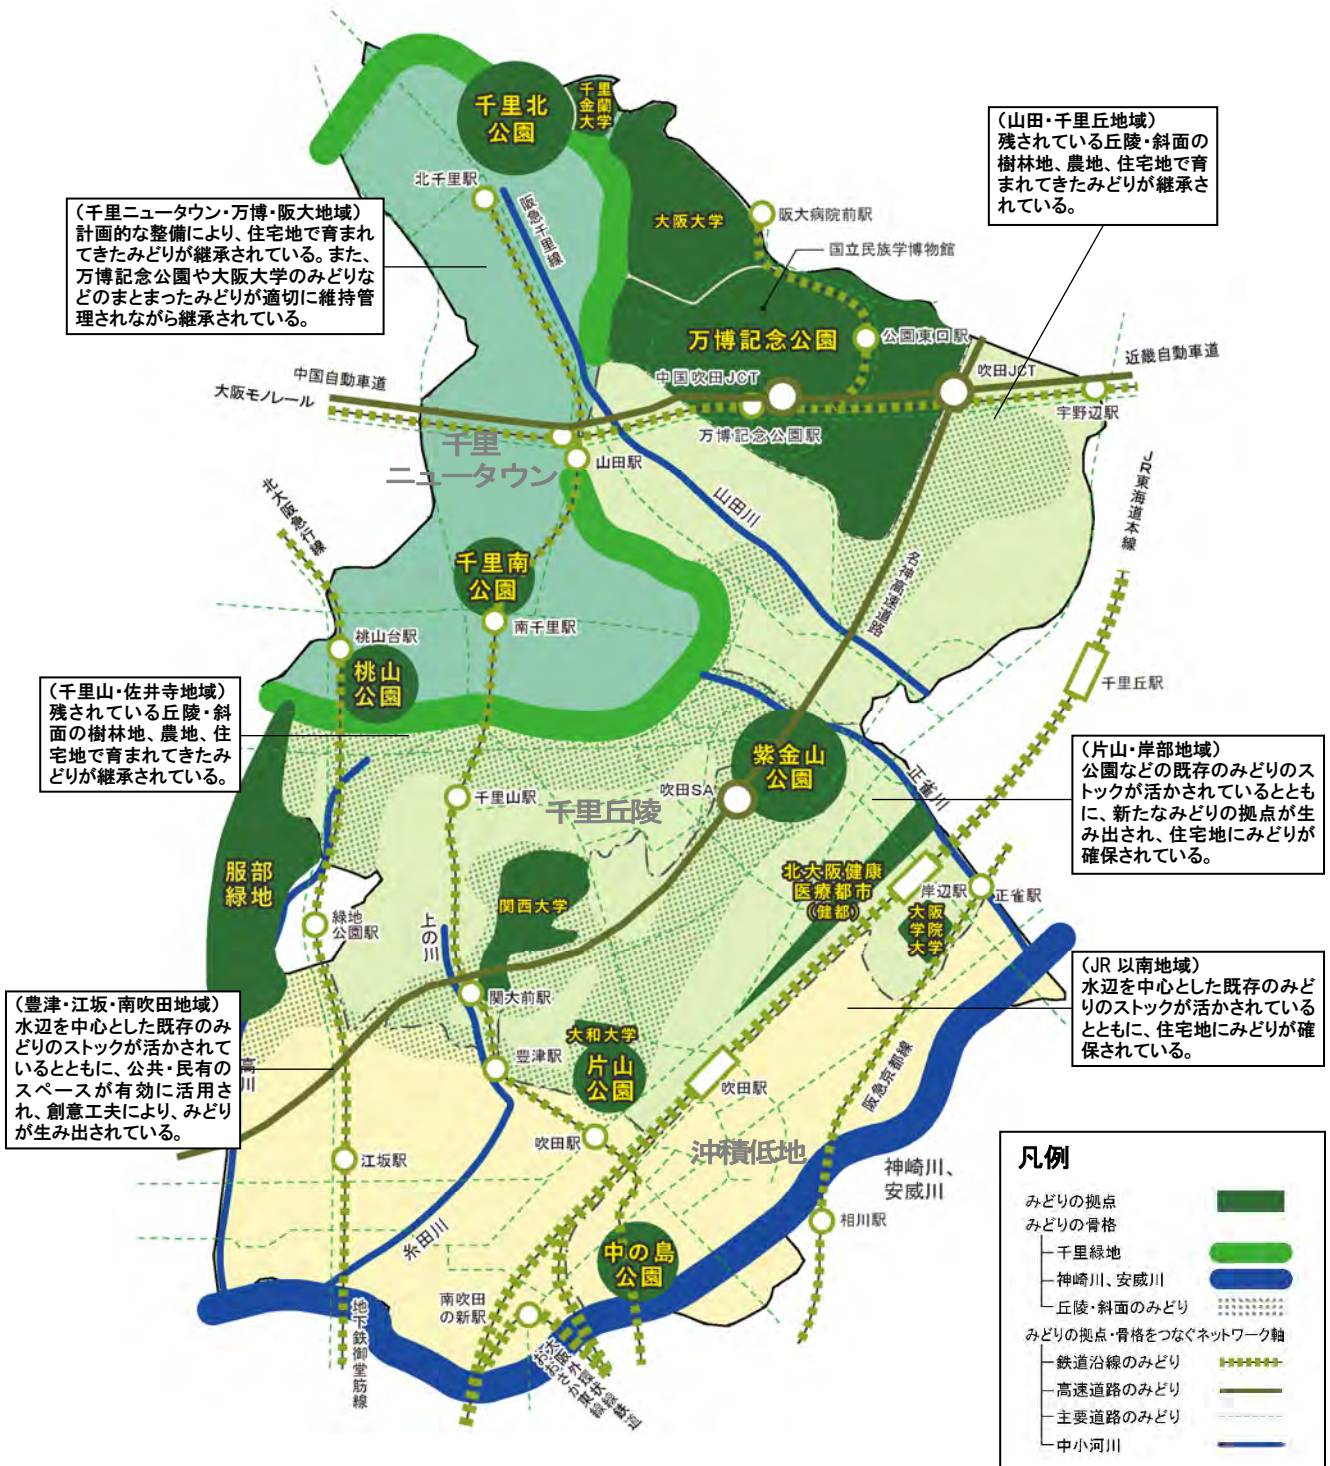 千里北
公園
千里
金蘭
大学
(山田・千里丘地域)
残されている丘陵・斜面の
樹林地、農地、住宅地で育
まれてきたみどりが継承さ
れている。
北千里駅
阪急千里線
大阪大学
阪大病院前駅
国立民族学博物館
(千里ニュータウン・万博・阪大地域)
計画的な整備により、住宅地で育まれ
てきたみどりが継承されている。また、
万博記念公園や大阪大学のみどりな
どのまとまったみどりが適切に維持管
理されながら継承されている。
万博記念公園
公園東口駅
中国自動車道
大阪モノレール
中国吹田JCT
吹田JCT
近畿自動車道
宇野辺駅
万博記念公園駅
千里
ニュータウン
山田駅
北大阪急行線
山田川
JR東海道本線
名神高速道路
千里南
公園
南千里駅
桃山台駅
桃山
公園
千里丘駅
(千里山・佐井寺地域)
残されている丘陵・斜
面の樹林地、農地、住
宅地で育まれてきたみ
どりが継承されている。
紫金山
公園
吹田SA
正雀川
(片山・岸部地域)
公園などの既存のみどりのス
トックが活かされているととも
に、新たなみどりの拠点が生
み出され、住宅地にみどりが
確保されている。
千里山駅
千里丘陵
服部
緑地
関西大学
北大阪健康
医療都市
(健都)
岸辺駅
正雀駅
大阪
学院
大学
緑地
公園駅
上の川
関大前駅
(JR 以南地域)
水辺を中心とした既存のみど
りのストックが活かされている
とともに、住宅地にみどりが確
保されている。
(豊津・江坂・南吹田地域)
水辺を中心とした既存のみ
どりのストックが活かされて
いるとともに、公共・民有の
スペースが有効に活用さ
れ、創意工夫により、みどり
が生み出されている。
高川
大和大学
片山
公園
豊津駅
吹田駅
阪急京都線
吹田駅
江坂駅
沖積低地
神崎川、
安威川
相川駅
糸田川
中の島
公園
南吹田
の新駅
地下鉄御堂筋線
大阪外環状線鉄道
おおさか東線
凡例
みどりの拠点
みどりの骨格
千里緑地
神崎川、安威川
丘陵・斜面のみどり
みどりの拠点・骨格をつなぐネットワーク軸
鉄道沿線のみどり
高速道路のみどり
主要道路のみどり
中小河川